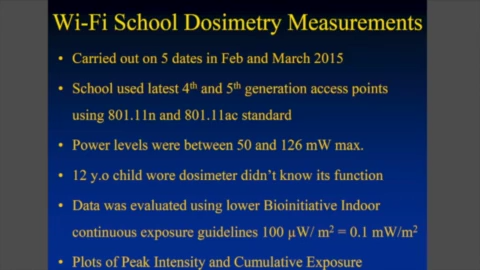 Wi-Fi School Dosimetry Measurements
• Carried out on 5 dates in Feb and March 2015
• School used latest 4th and 5th generation access points
using 801.11n and 801.11ac standard
• Power levels were between 50 and 126 mW max.
• 12 y.o child wore dosimeter didn't know its function
• Data was evaluated using lower Bioinitiative Indoor
continuous exposure guidelines 100 µW/ m² = 0.1 mW/m²
• Plots of Peak Intensity and Cumulative Exposure